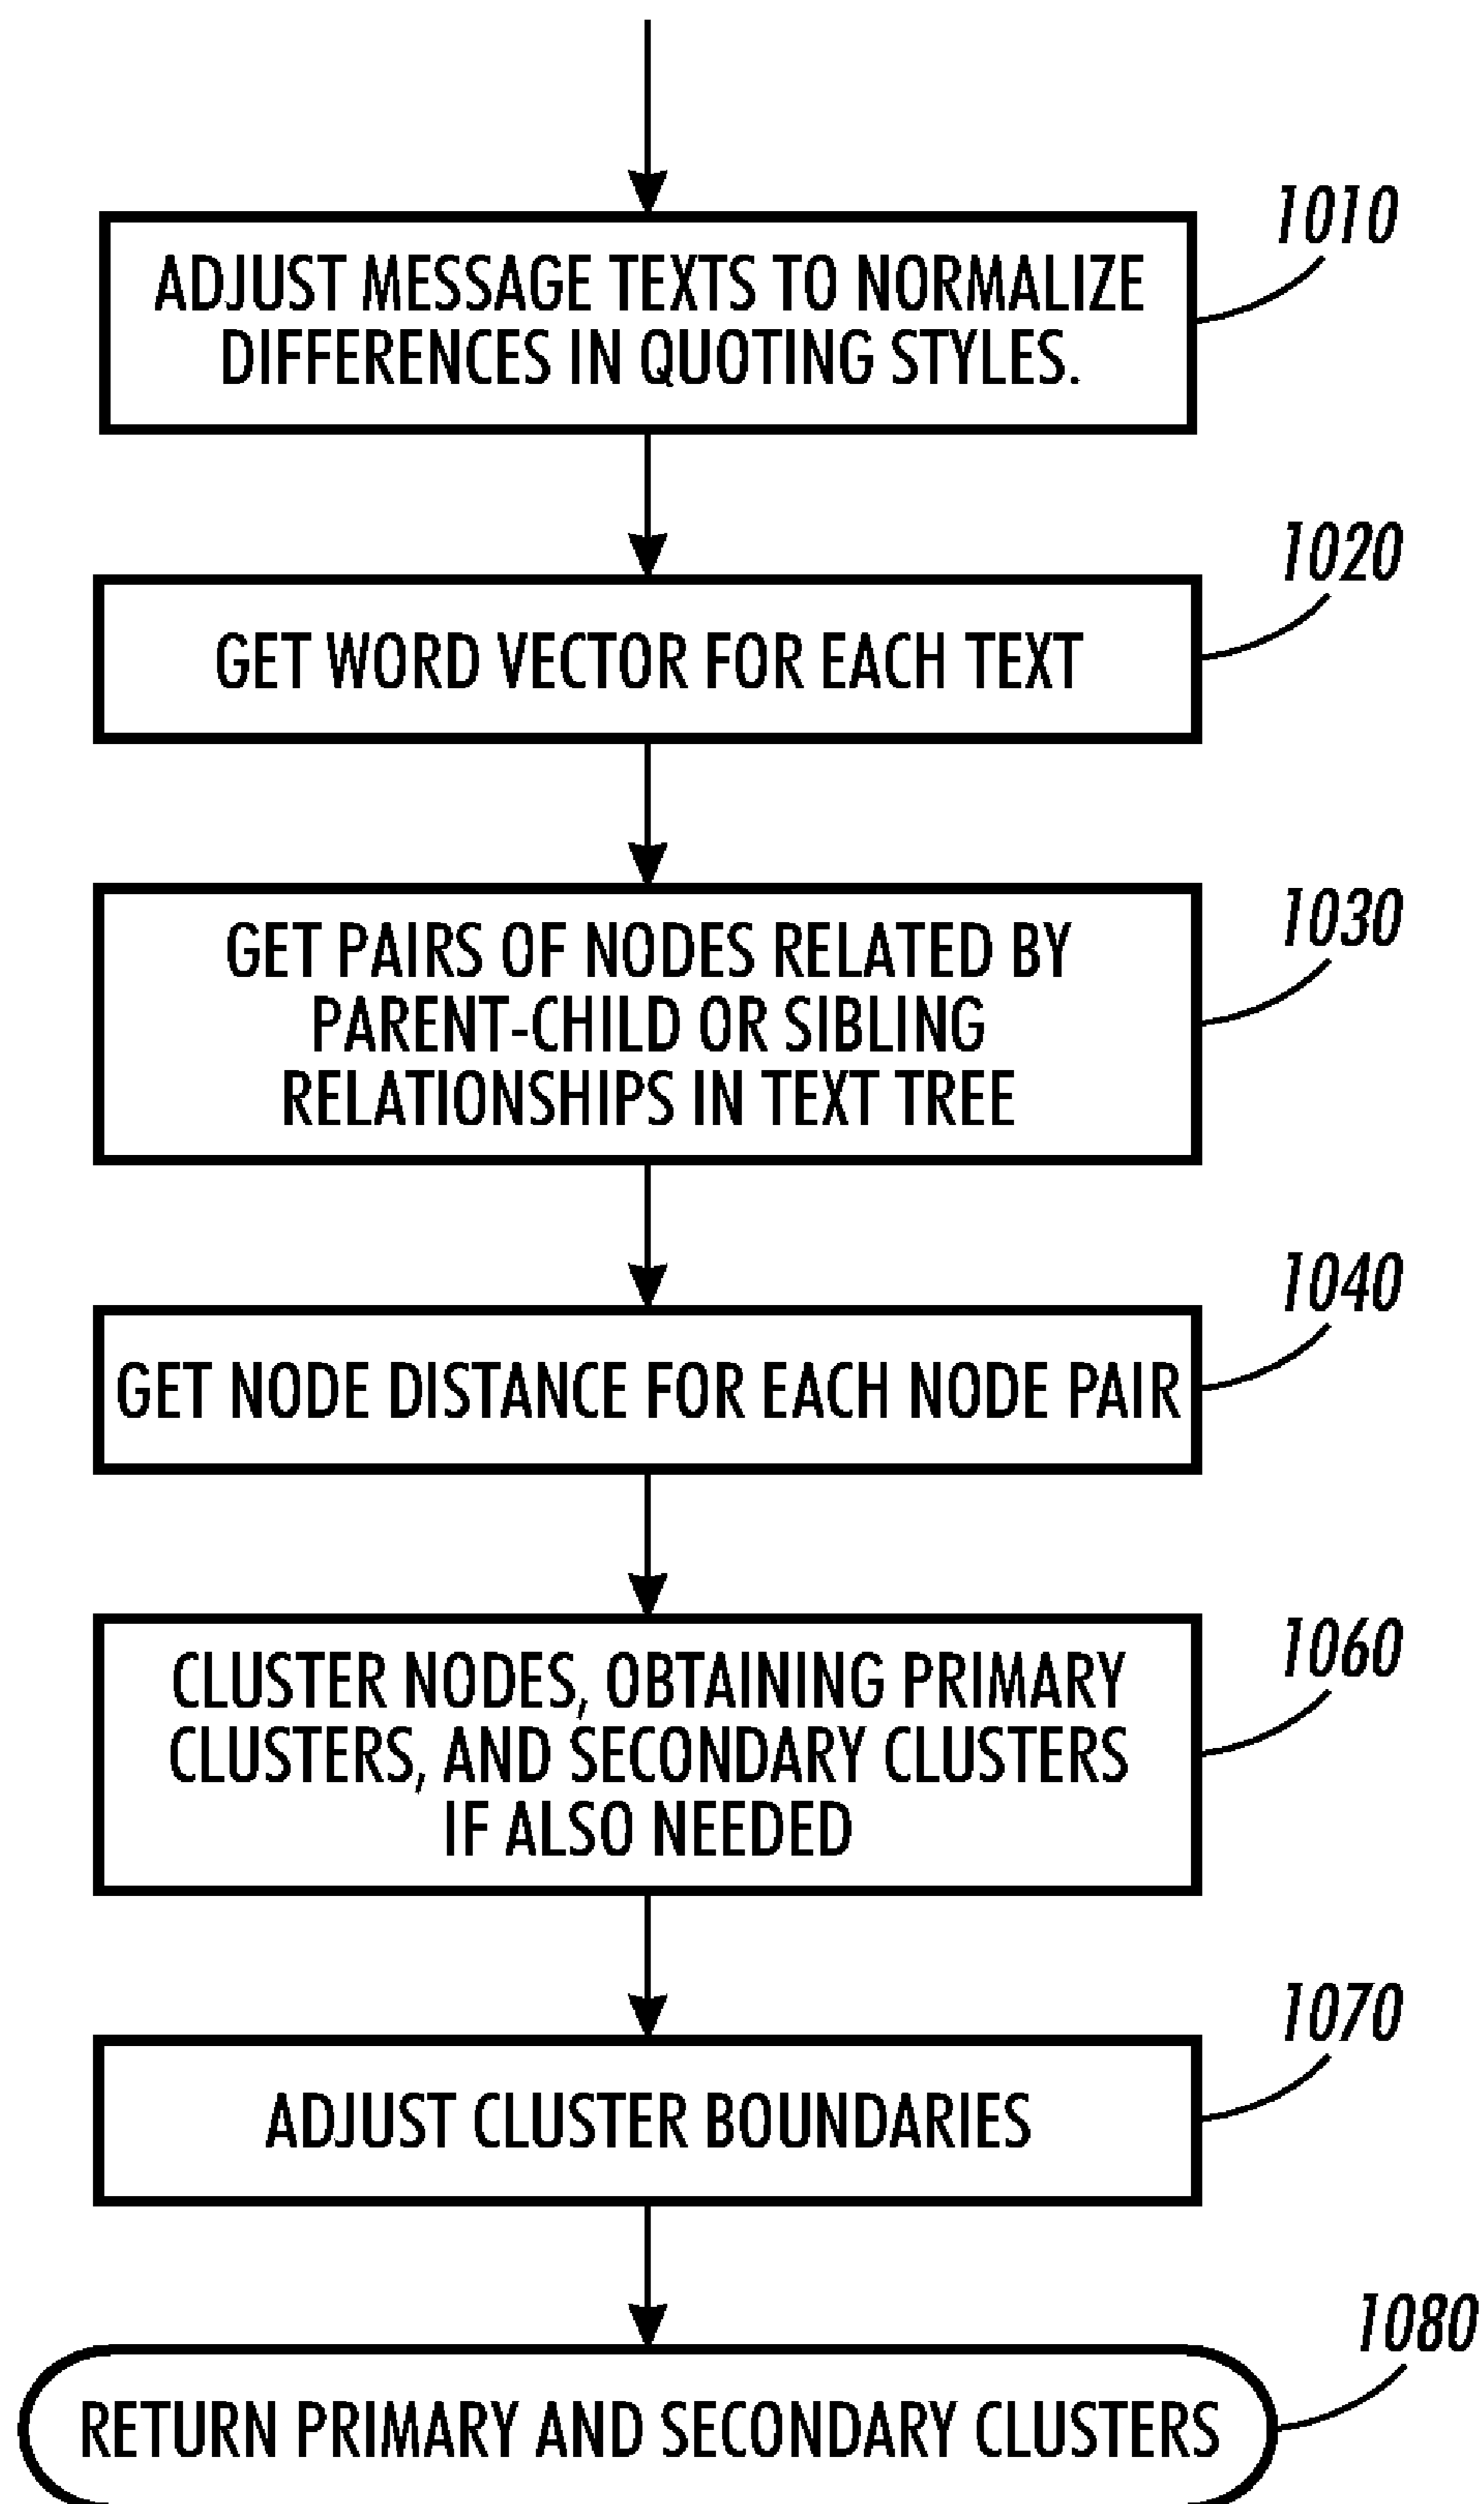 1010
ADJUST MESSAGE TEXTS TO NORMALIZE
DIFFERENCES IN QUOTING STYLES.
1020
GET WORD VECTOR FOR EACH TEXT
1030
GET PAIRS OF NODES RELATED BY
PARENT-CHILD OR SIBLING
RELATIONSHIPS IN TEXT TREE
1040
GET NODE DISTANCE FOR EACH NODE PAIR
1060
CLUSTER NODES, OBTAINING PRIMARY
CLUSTERS, AND SECONDARY CLUSTERS
IF ALSO NEEDED
1070
ADJUST CLUSTER BOUNDARIES
1080
RETURN PRIMARY AND SECONDARY CLUSTERS